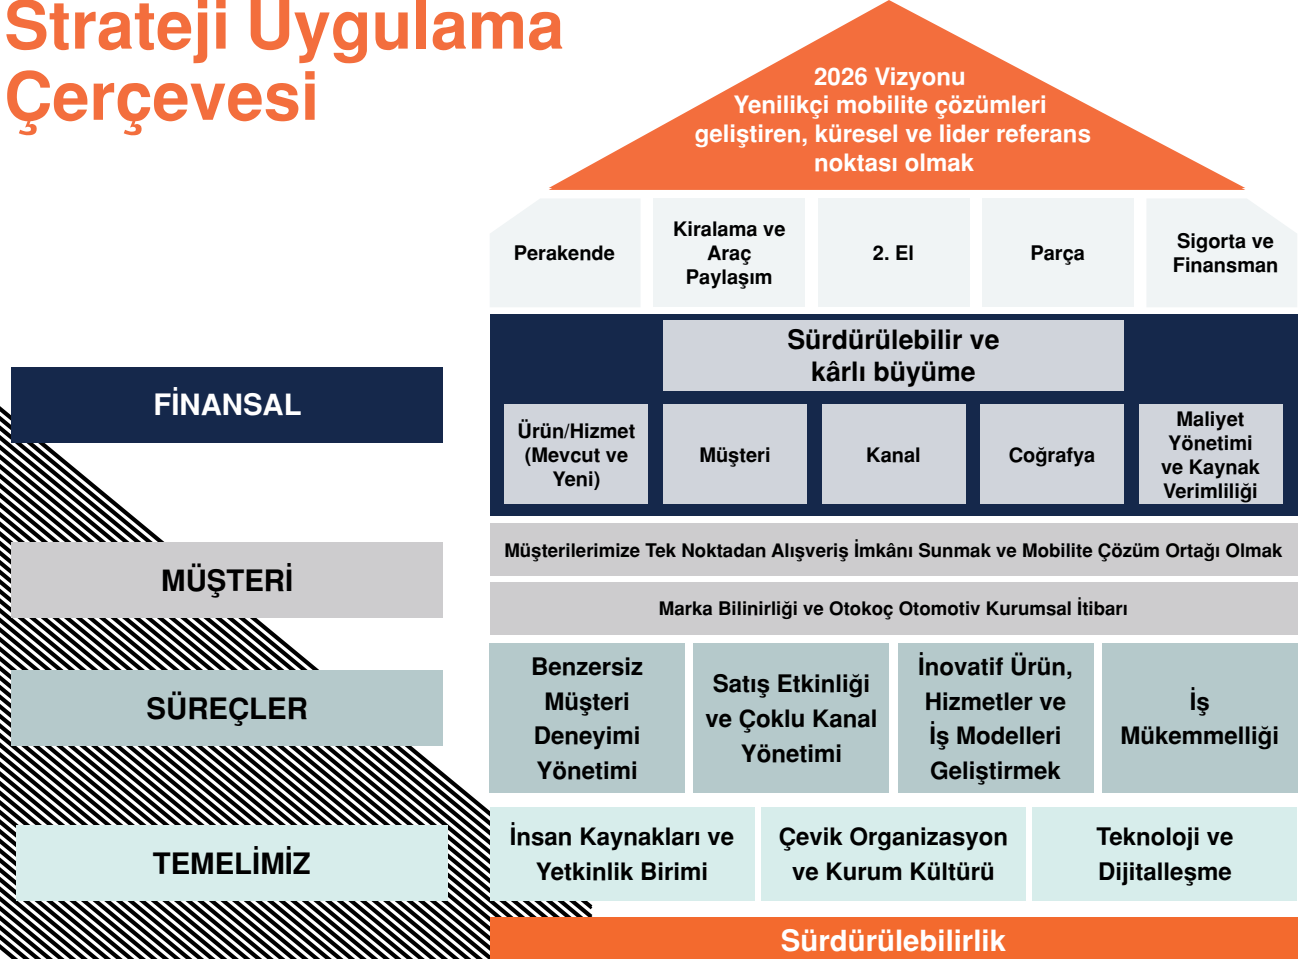 Strateji Uygulama
Çerçevesi
2026 Vizyonu
Yenilikçi mobilite çözümleri
geliştiren, küresel ve lider referans
noktası olmak
Perakende
Kiralama ve
Araç
Paylaşım
2. El
Parça
Sigorta ve
Finansman
FİNANSAL
Sürdürülebilir ve
kârlı büyüme
Ürün/Hizmet
(Mevcut ve
Yeni)
Müşteri
Kanal
Coğrafya
Maliyet
Yönetimi
ve Kaynak
Verimliliği
MÜŞTERİ
Müşterilerimize Tek Noktadan Alışveriş İmkânı Sunmak ve Mobilite Çözüm Ortağı Olmak
Marka Bilinirliği ve Otokoç Otomotiv Kurumsal İtibarı
SÜREÇLER
Benzersiz
Müşteri
Deneyimi
Yönetimi
Satış Etkinliği
ve Çoklu Kanal
Yönetimi
İnovatif Ürün,
Hizmetler ve
İş Modelleri
Geliştirmek
İş
Mükemmelliği
TEMELİMİZ
İnsan Kaynakları ve
Yetkinlik Birimi
Çevik Organizasyon
ve Kurum Kültürü
Teknoloji ve
Dijitalleşme
Sürdürülebilirlik